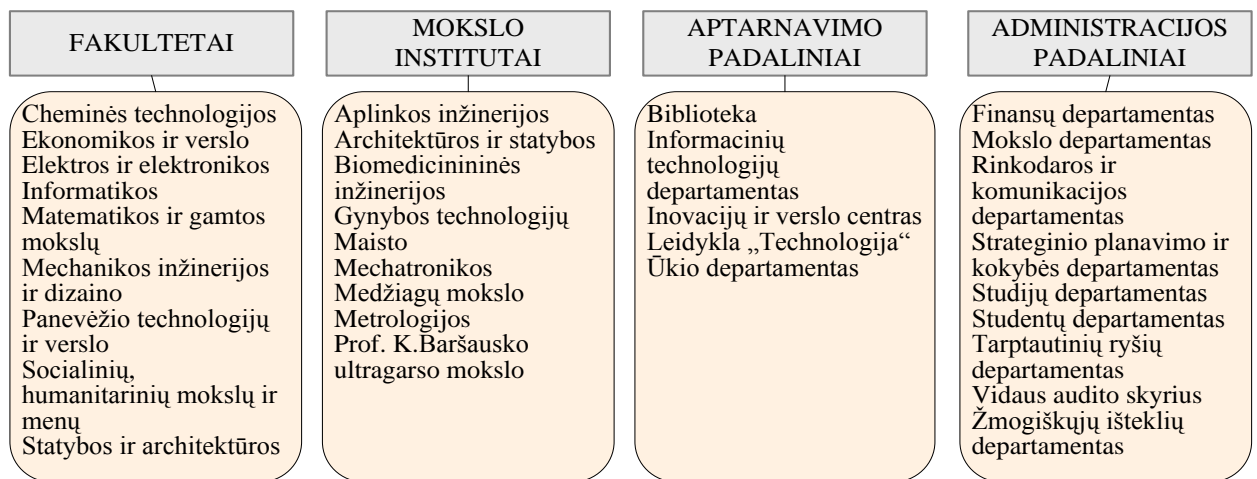 FAKULTETAI
Cheminės technologijos
Ekonomikos ir verslo
Elektros ir elektronikos
Informatikos
Matematikos ir gamtos
mokslų
Mechanikos inžinerijos
ir dizaino
Panevėžio technologijų
ir verslo
Socialinių,
humanitarinių mokslų ir
menų
Statybos ir architektūros
MOKSLO
INSTITUTAI
Aplinkos inžinerijos
Architektūros ir statybos
Biomedicinininės
inžinerijos
Gynybos technologijų
Maisto
Mechatronikos
Medžiagų mokslo
Metrologijos
Prof. K.Baršausko
ultragarso mokslo
APTARNAVIMO
PADALINIAI
Biblioteka
Informacinių
technologijų
departamentas
Inovacijų ir verslo centras
Leidykla „Technologija“
Ūkio departamentas
ADMINISTRACIJOS
PADALINIAI
Finansų departamentas
Mokslo departamentas
Rinkodaros ir
komunikacijos
departamentas
Strateginio planavimo ir
kokybės departamentas
Studijų departamentas
Studentų departamentas
Tarptautinių ryšių
departamentas
Vidaus audito skyrius
Žmogiškųjų išteklių
departamentas